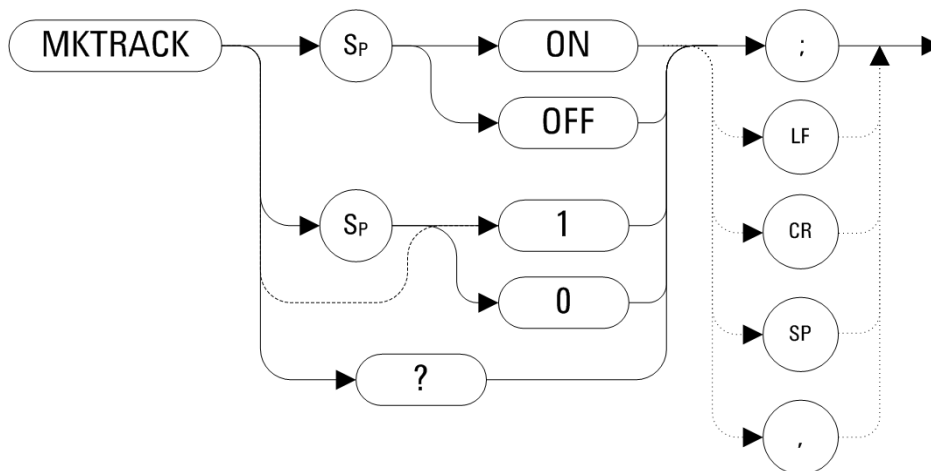 MKTRACK SP ON ;
OFF LF
SP 1 CR
0 SP
? ,